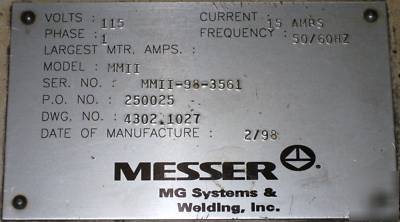 VOLTS : 115 CURRENT : 15 AMPS
PHASE : 1 FREQUENCY : 50/60HZ
LARGEST MTR. AMPS. :
MODEL : MMII
SER. NO. : MMII-98-3561
P.O. NO. : 250025
DWG. NO. : 4302.1027
DATE OF MANUFACTURE : 2/98
MESSER
MG Systems &
Welding, Inc.